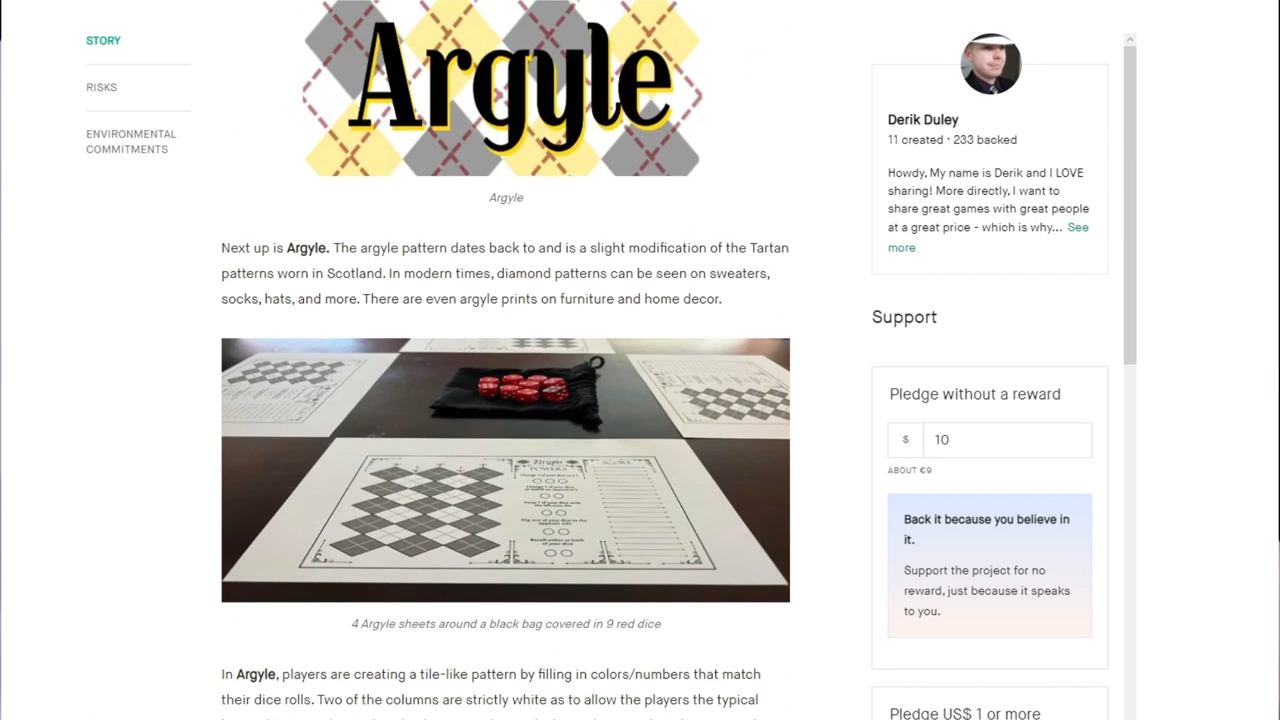 STORY
RISKS
ENVIRONMENTAL
COMMITMENTS
Argyle
Argyle
Next up is Argyle. The argyle pattern dates back to and is a slight modification of the Tartan
patterns worn in Scotland. In modern times, diamond patterns can be seen on sweaters,
socks, hats, and more. There are even argyle prints on furniture and home decor.
Argyle
POWERS
SCORE
4 Argyle sheets around a black bag covered in 9 red dice
In Argyle, players are creating a tile-like pattern by filling in colors/numbers that match
their dice rolls. Two of the columns are strictly white as to allow the players the typical
Derik Duley
11 created · 233 backed
Howdy, My name is Derik and I LOVE
sharing! More directly, I want to
share great games with great people
at a great price - which is why... See
more
Support
Pledge without a reward
$ 10
ABOUT €9
Back it because you believe in
it.
Support the project for no
reward, just because it speaks
to you.
Pledge US$ 1 or more